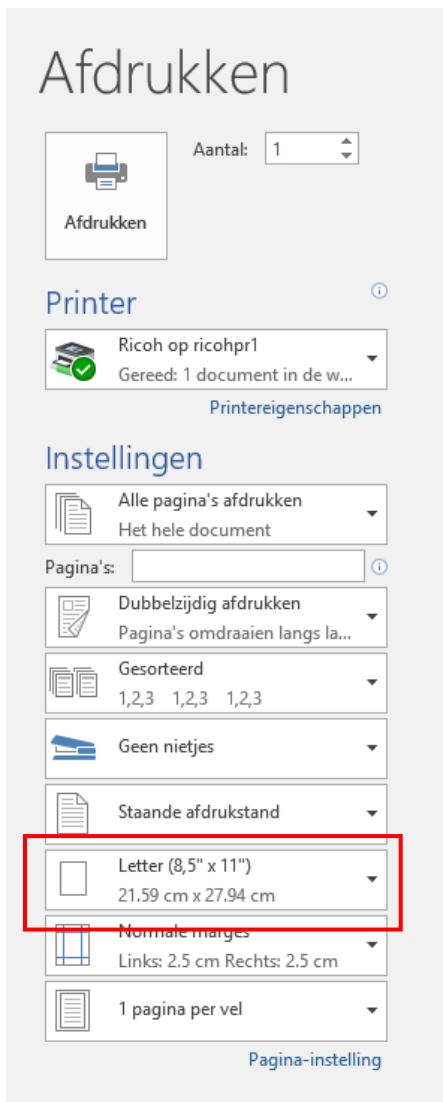 Afdrukken
Aantal: 1
Afdrukken
Printer
Ricoh op ricohpr1
Gereed: 1 document in de w...
Printereigenschappen
Instellingen
Alle pagina's afdrukken
Het hele document
Pagina's:
Dubbelzijdig afdrukken
Pagina's omdraaien langs la...
Gesorteerd
1,2,3 1,2,3 1,2,3
Geen nietjes
Staande afdrukstand
Letter (8,5" x 11")
21.59 cm x 27.94 cm
Normale marges
Links: 2.5 cm Rechts: 2.5 cm
1 pagina per vel
Pagina-instelling